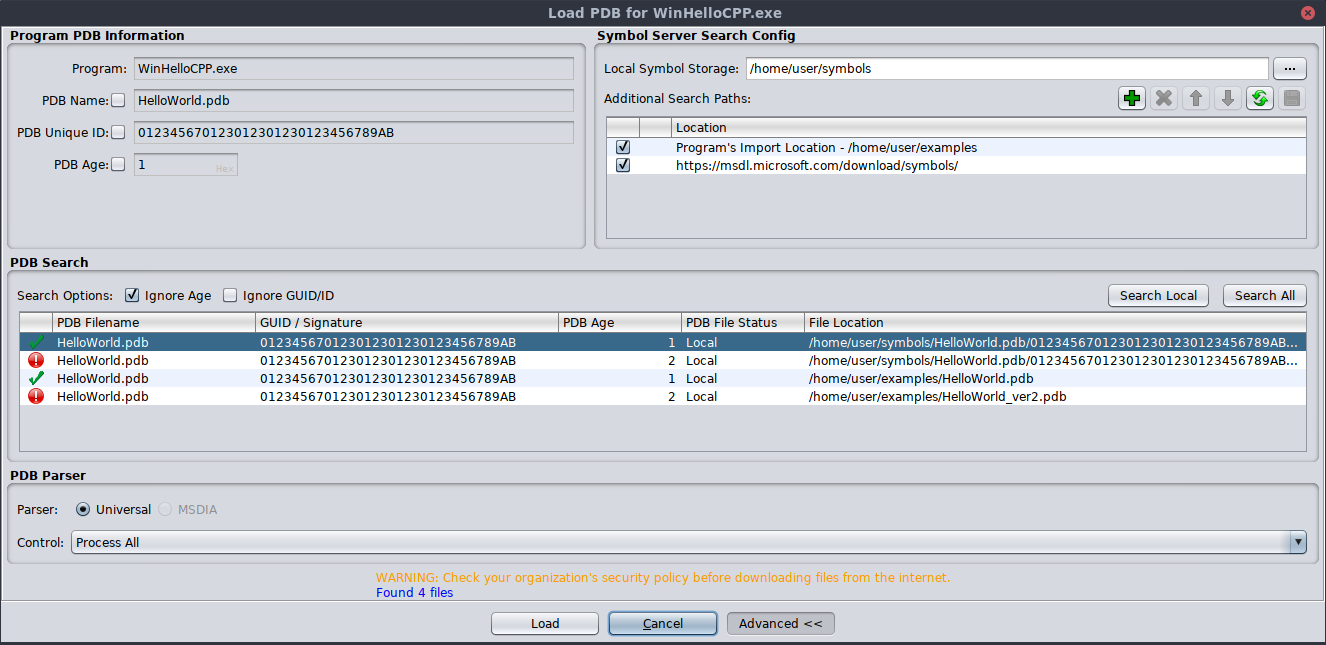 Load PDB for WinHelloCPP.exe
Program PDB Information
Program: WinHelloCPP.exe
PDB Name: HelloWorld.pdb
PDB Unique ID: 012345670123012301230123456789AB
PDB Age: 1 Hex
Symbol Server Search Config
Local Symbol Storage: /home/user/symbols ...
Additional Search Paths:
Location
Program's Import Location - /home/user/examples
https://msdl.microsoft.com/download/symbols/
PDB Search
Search Options: Ignore Age Ignore GUID/ID Search Local Search All
PDB Filename GUID / Signature PDB Age PDB File Status File Location
HelloWorld.pdb 012345670123012301230123456789AB 1 Local /home/user/symbols/HelloWorld.pdb/012345670123012301230123456789AB...
HelloWorld.pdb 012345670123012301230123456789AB 2 Local /home/user/symbols/HelloWorld.pdb/012345670123012301230123456789AB...
HelloWorld.pdb 012345670123012301230123456789AB 1 Local /home/user/examples/HelloWorld.pdb
HelloWorld.pdb 012345670123012301230123456789AB 2 Local /home/user/examples/HelloWorld_ver2.pdb
PDB Parser
Parser: Universal MSDIA
Control: Process All
WARNING: Check your organization's security policy before downloading files from the internet.
Found 4 files
Load Cancel Advanced <<